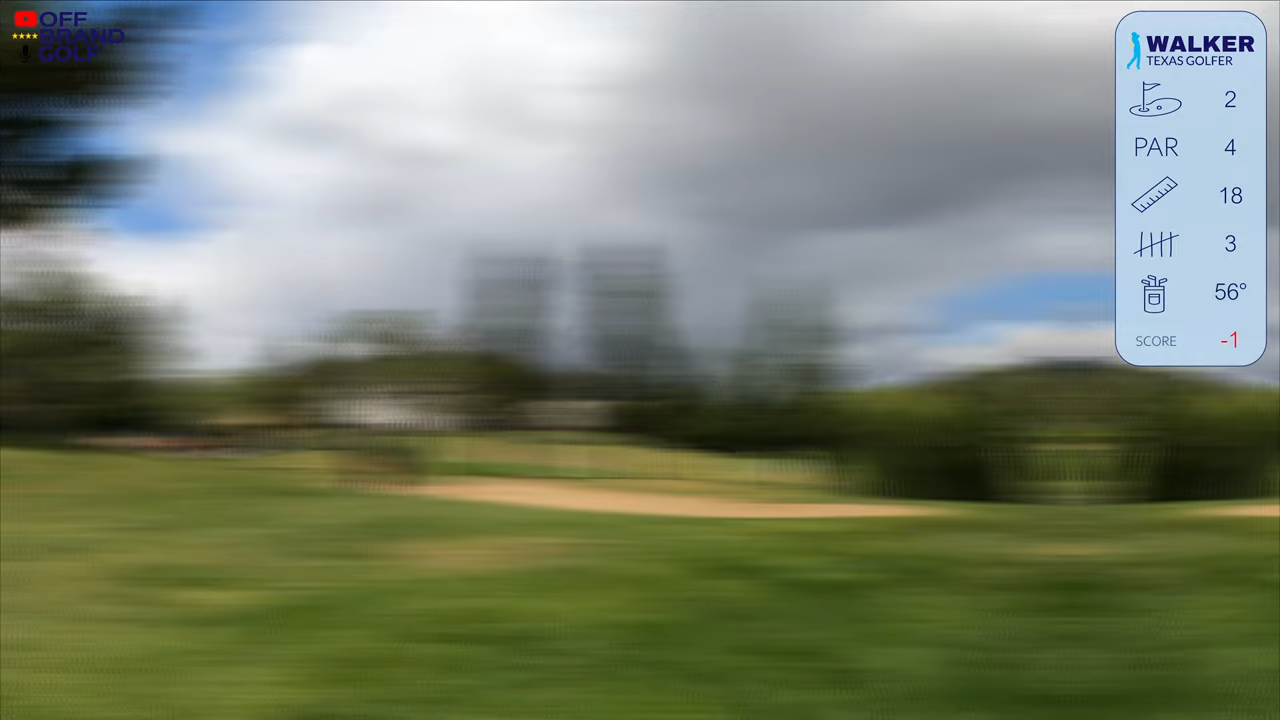 OFF
BRAND
GOLF
WALKER
TEXAS GOLFER
2
PAR 4
18
3
56°
SCORE -1